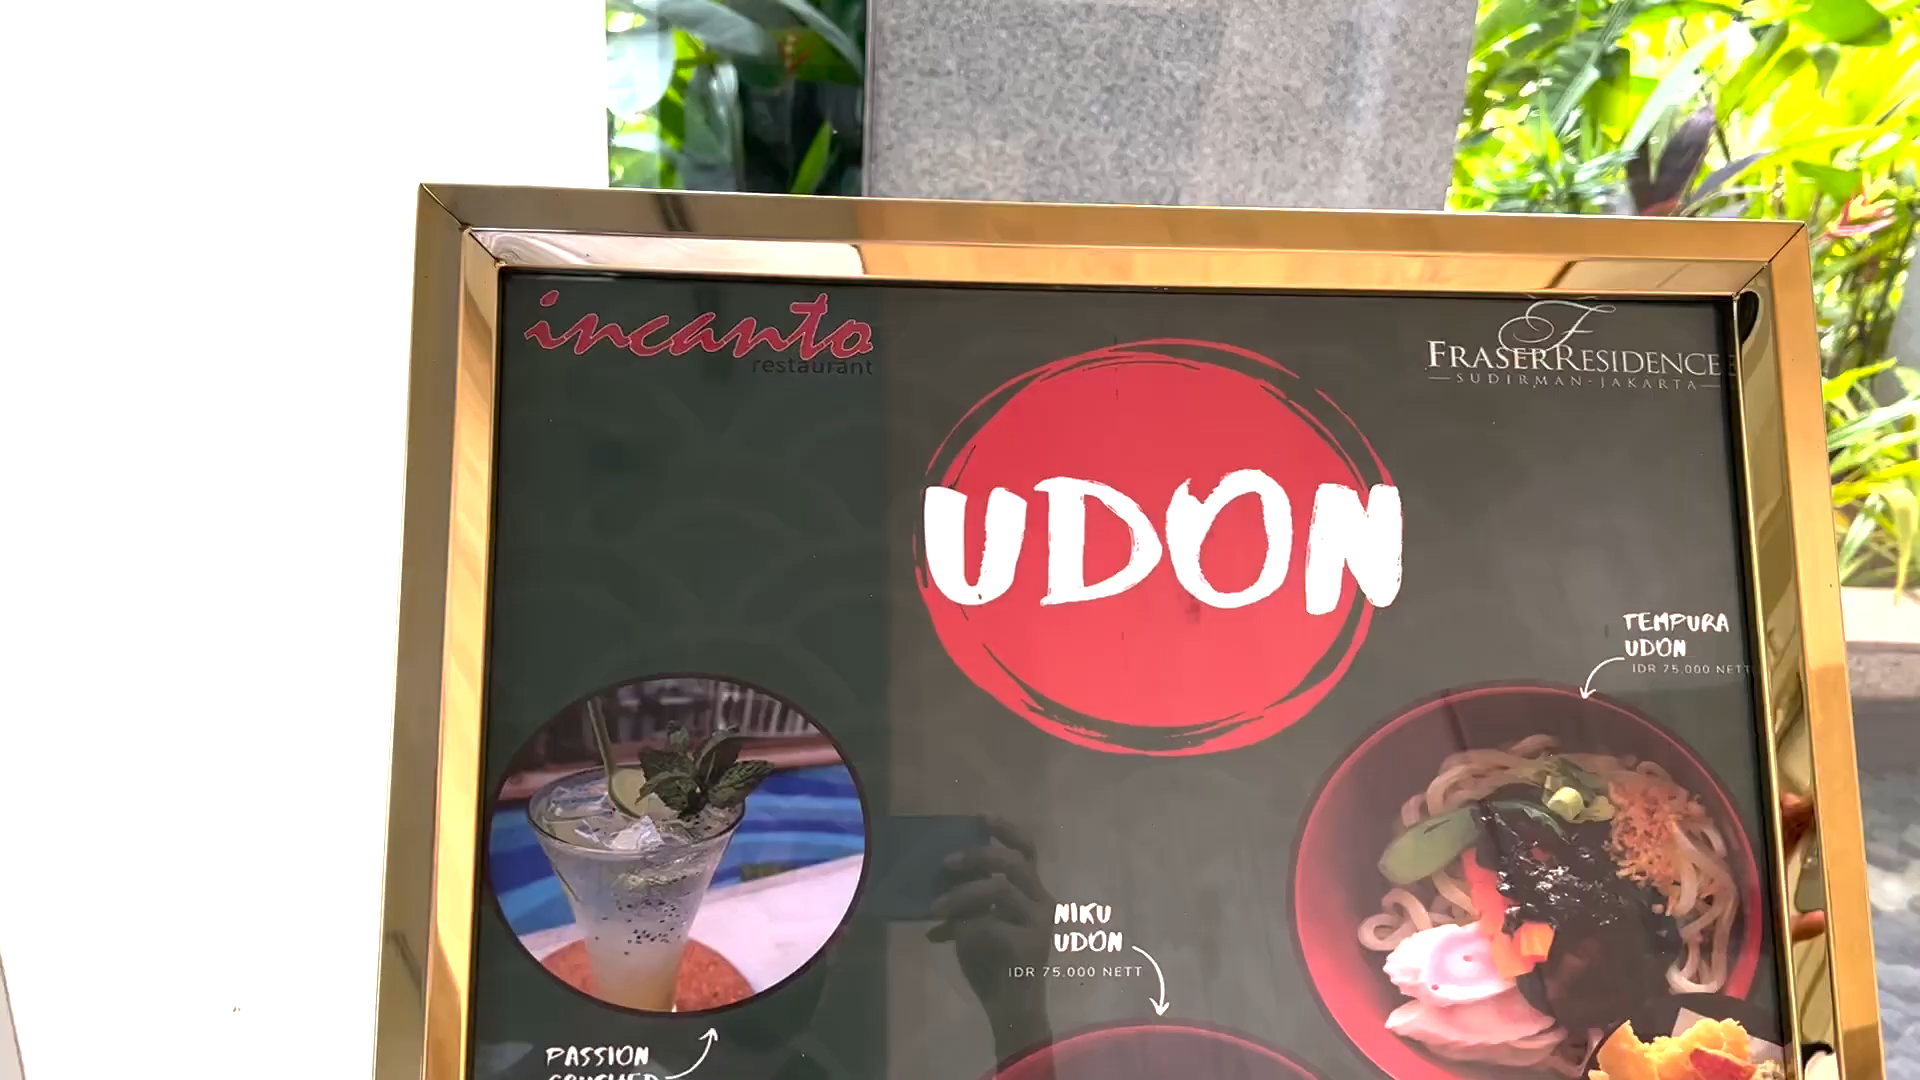 incanto
restaurant
FRASER RESIDENCE
SUDIRMAN - JAKARTA
UDON
TEMPURA
UDON
IDR 75.000 NETT
NIKU
UDON
IDR 75.000 NETT
PASSION